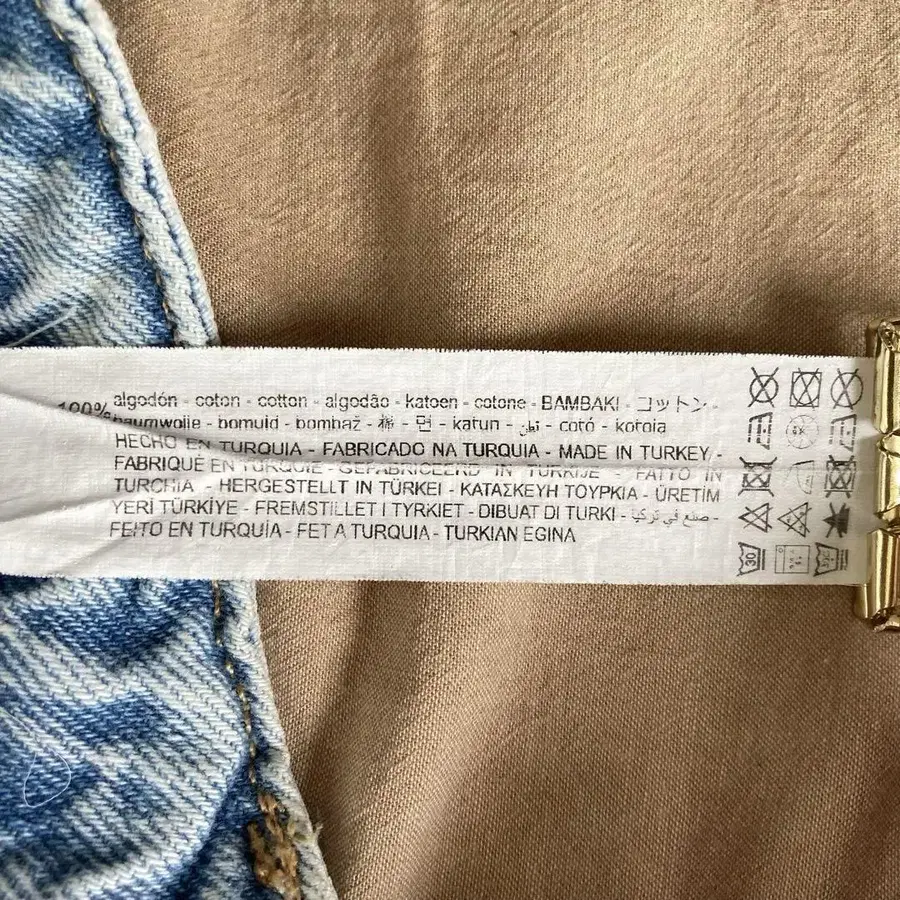 100% algodón - coton - cotton - algodão - katoen - cotone - BAMBAKI - コットン -
baumwolle - bomuld - bombaž - 棉 - 면 - katun - قطن - cotó - kotoia
HECHO EN TURQUIA - FABRICADO NA TURQUIA - MADE IN TURKEY -
FABRIQUÉ EN TURQUIE - GEFABRICEERD IN TURKIJE - FATTO IN
TURCHIA - HERGESTELLT IN TÜRKEI - ΚΑΤΑΣΚΕΥΗ ΤΟΥΡΚΙΑ - ÜRETİM
YERİ TÜRKİYE - FREMSTILLET I TYRKIET - DIBUAT DI TURKI - صنع في تركيا -
FEITO EN TURQUÍA - FET A TURQUIA - TURKIAN EGINA
30